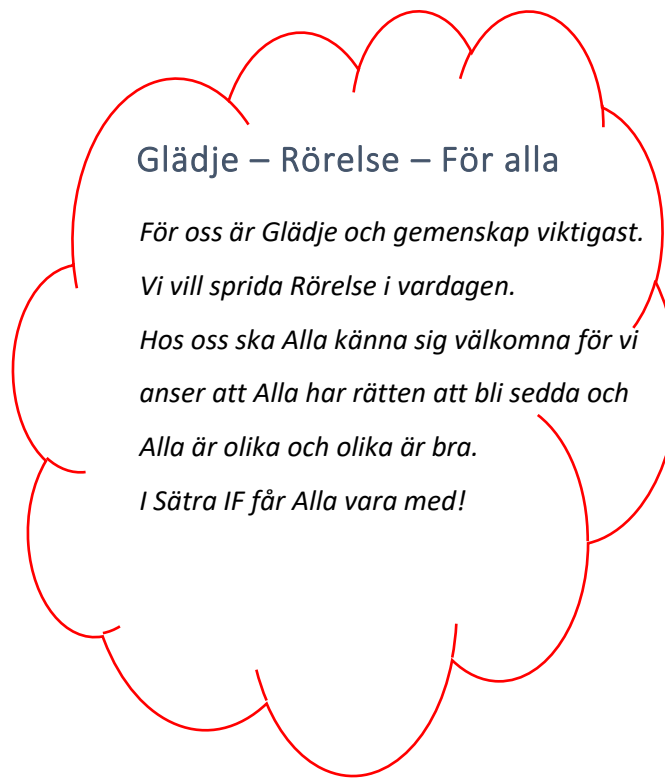 Glädje – Rörelse – För alla
För oss är Glädje och gemenskap viktigast.
Vi vill sprida Rörelse i vardagen.
Hos oss ska Alla känna sig välkomna för vi
anser att Alla har rätten att bli sedda och
Alla är olika och olika är bra.
I Sätra IF får Alla vara med!